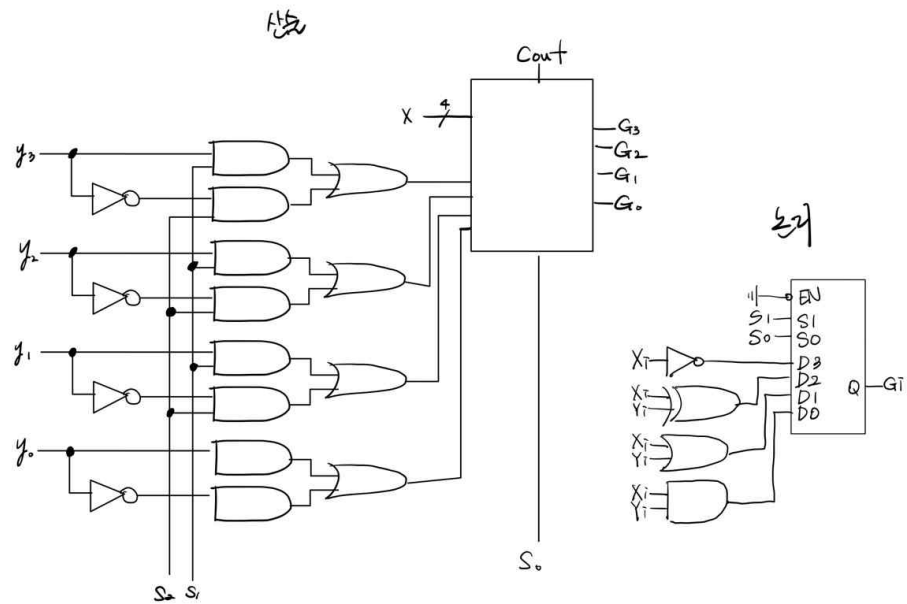 산술
Cout
X 4
G3
G2
G1
G0
y3
y2
y1
y0
S2 S1
S0
논리
EN
S1 S1
S0 S0
Xi D3
Xi D2
Yi D1
Q Gi
D0
Xi
Yi
Xi
Yi